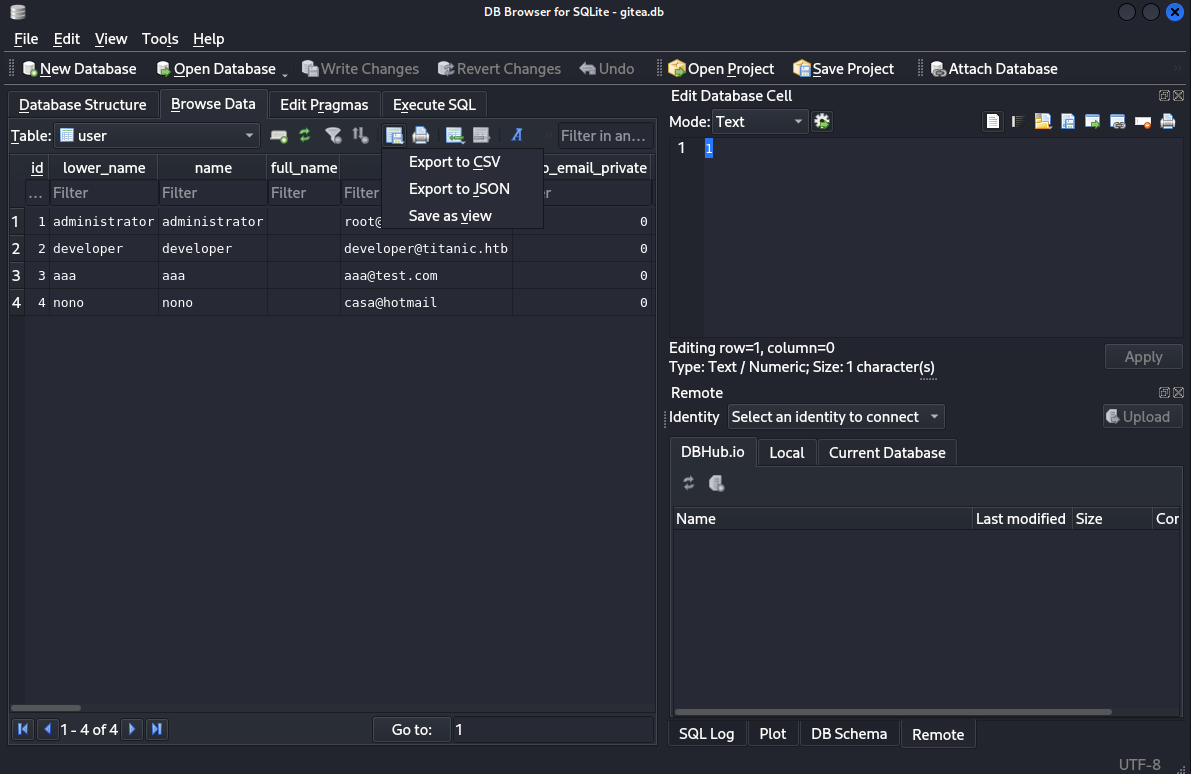 DB Browser for SQLite - gitea.db
File Edit View Tools Help
New Database Open Database Write Changes Revert Changes Undo Open Project Save Project Attach Database
Database Structure Browse Data Edit Pragmas Execute SQL
Table: user Filter in an...
Export to CSV
Export to JSON
Save as view
id lower_name name full_name p_email_private
... Filter Filter Filter Filter er
1 1 administrator administrator root@ 0
2 2 developer developer developer@titanic.htb 0
3 3 aaa aaa aaa@test.com 0
4 4 nono nono casa@hotmail 0
1 - 4 of 4 Go to: 1
Edit Database Cell
Mode: Text
1 1
Editing row=1, column=0
Type: Text / Numeric; Size: 1 character(s)
Apply
Remote
Identity Select an identity to connect Upload
DBHub.io Local Current Database
Name Last modified Size Cor
SQL Log Plot DB Schema Remote
UTF-8